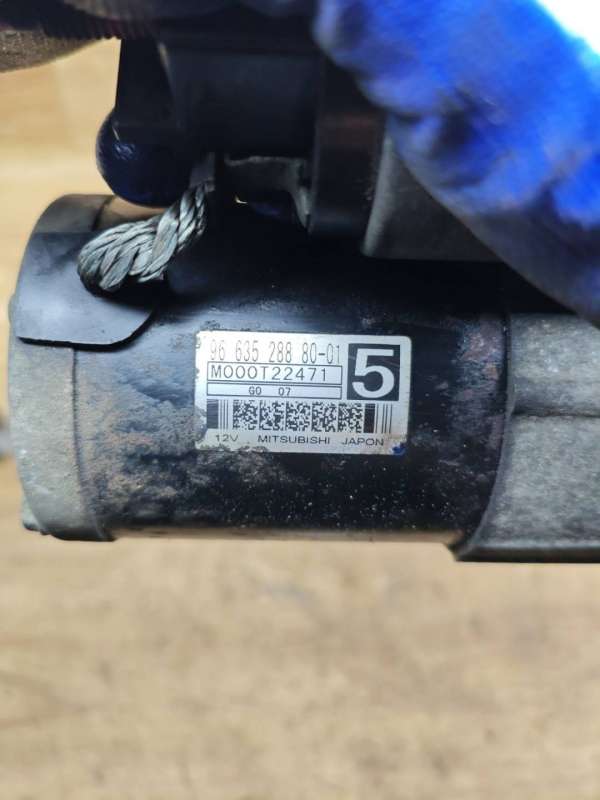 96 635 288 80-01
M000T22471
5
G0 07
12V MITSUBISHI JAPON